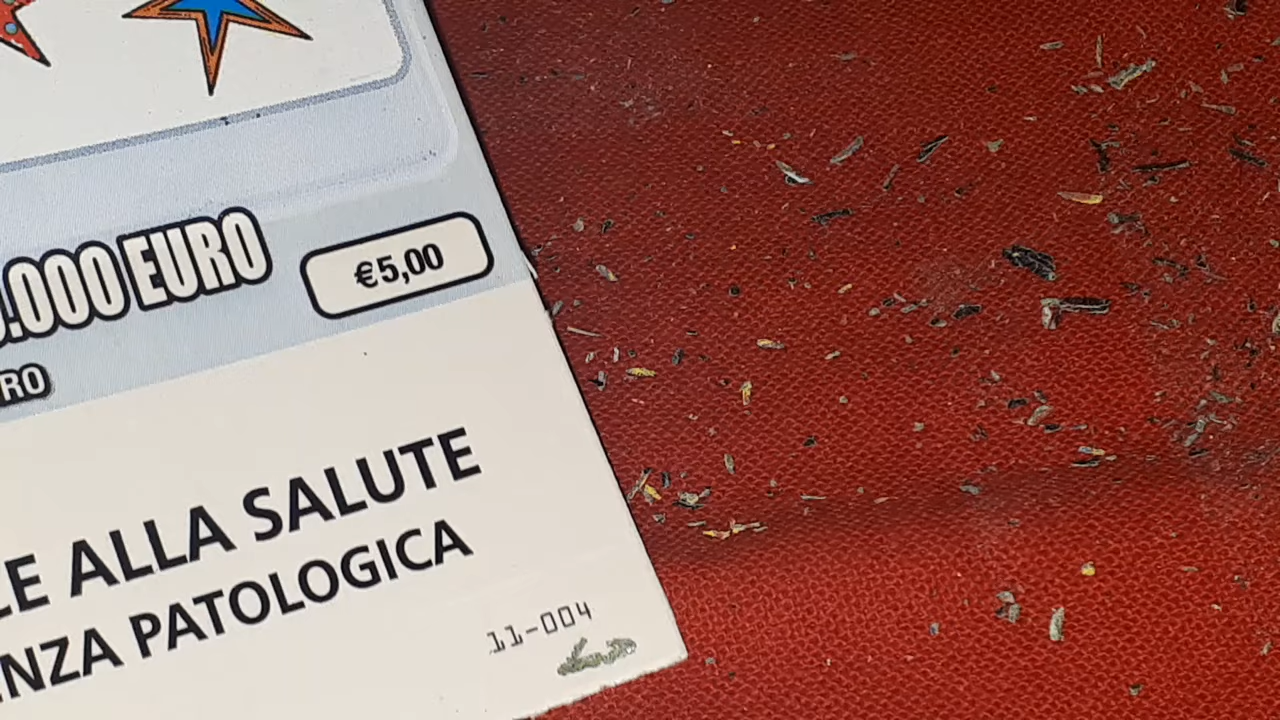 .000 EURO
€5,00
RO
LE ALLA SALUTE
NZA PATOLOGICA
11-004